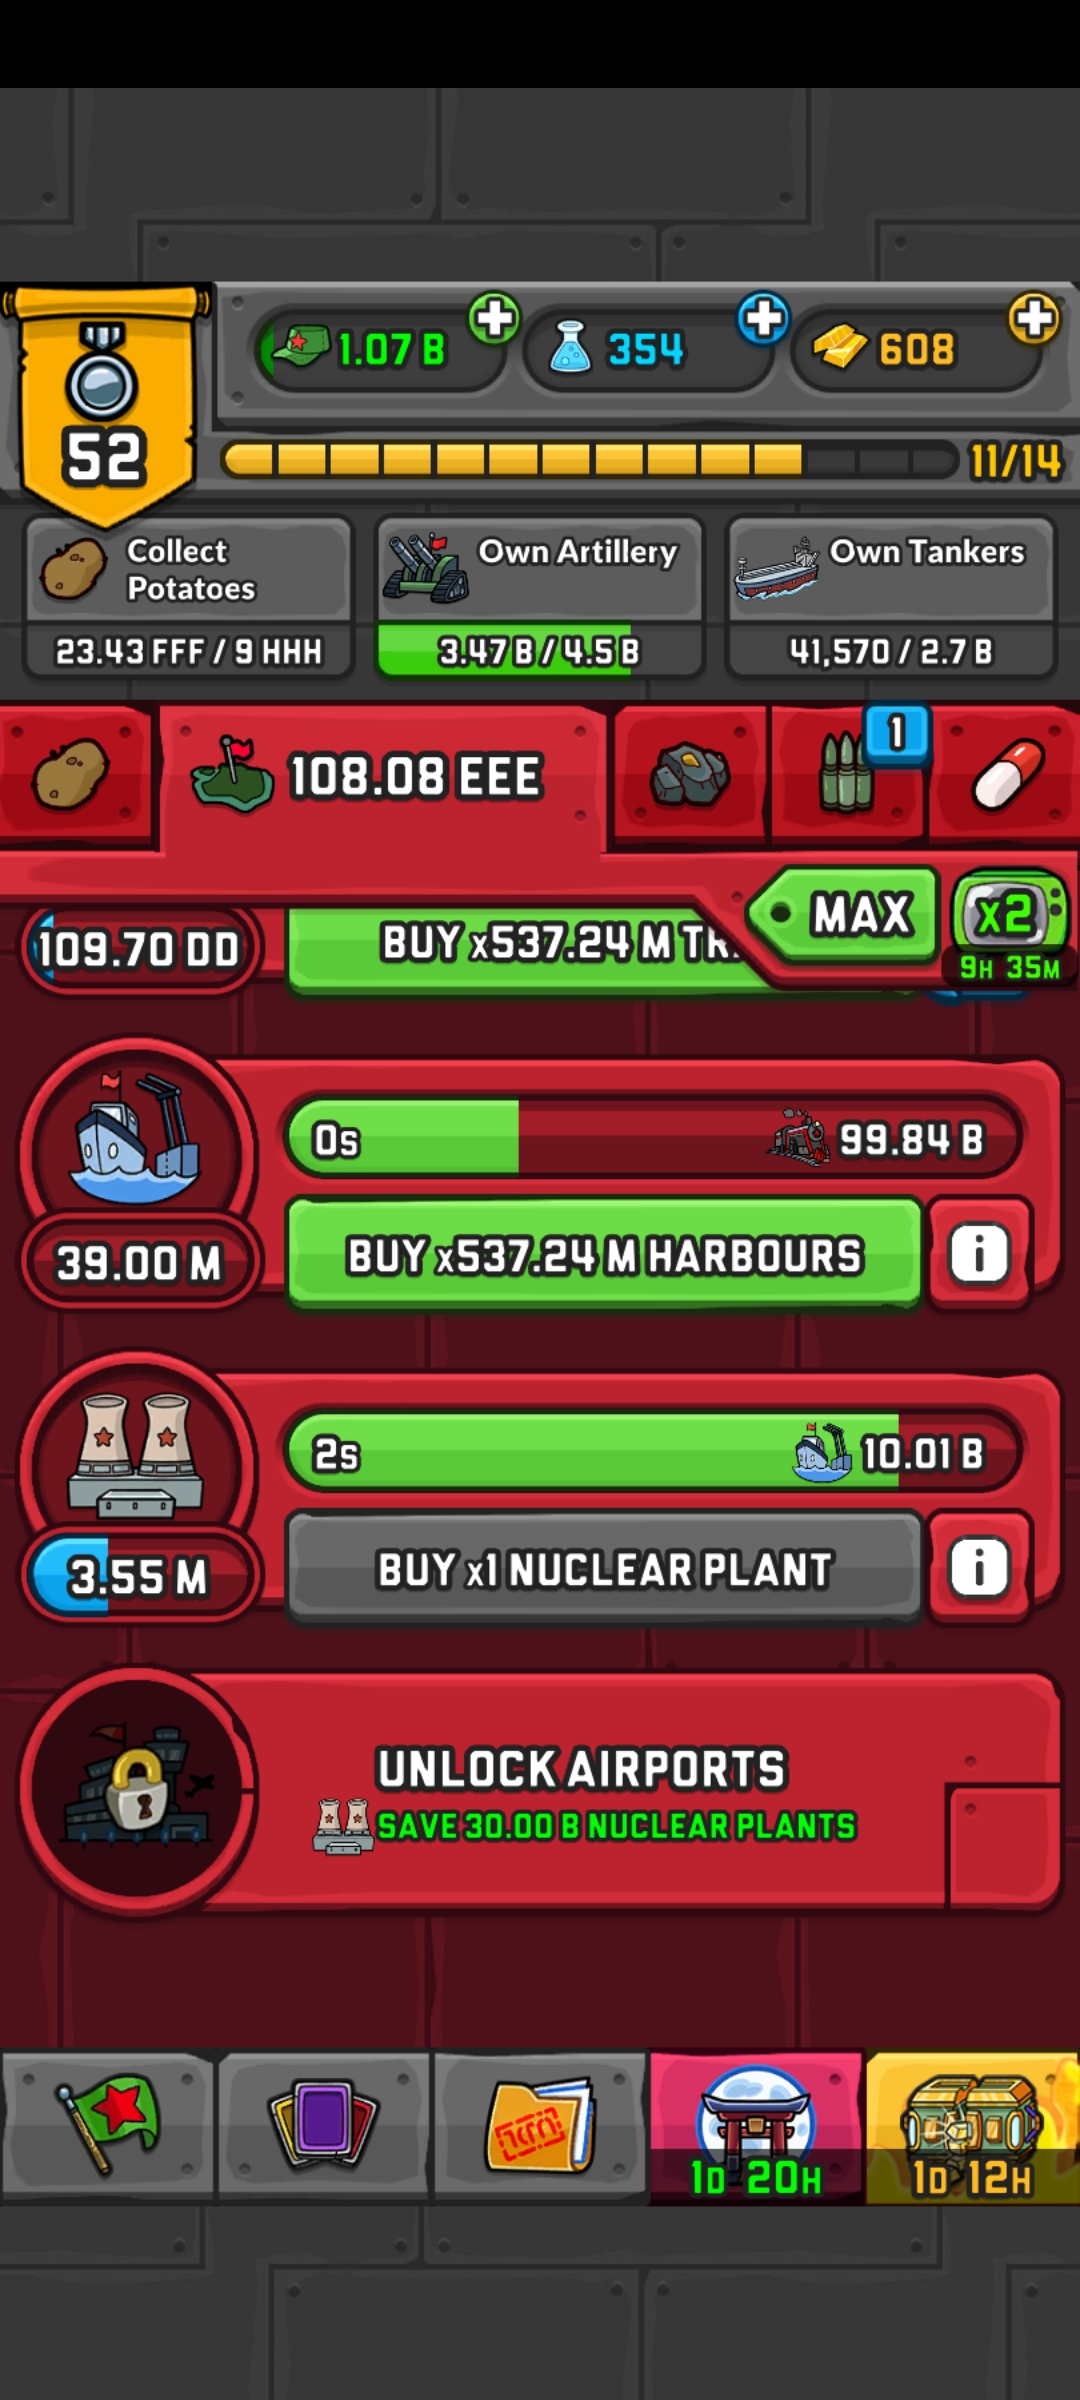 1.07 B
354
608
52
11/14
Collect
Potatoes
23.43 FFF / 9 HHH
Own Artillery
3.47 B / 4.5 B
Own Tankers
41,570 / 2.7 B
108.08 EEE
1
MAX
x2
9H 35M
109.70 DD
BUY x537.24 M TR
0s
99.84 B
39.00 M
BUY x537.24 M HARBOURS
i
2s
10.01 B
3.55 M
BUY x1 NUCLEAR PLANT
i
UNLOCK AIRPORTS
SAVE 30.00 B NUCLEAR PLANTS
1D 20H
1D 12H